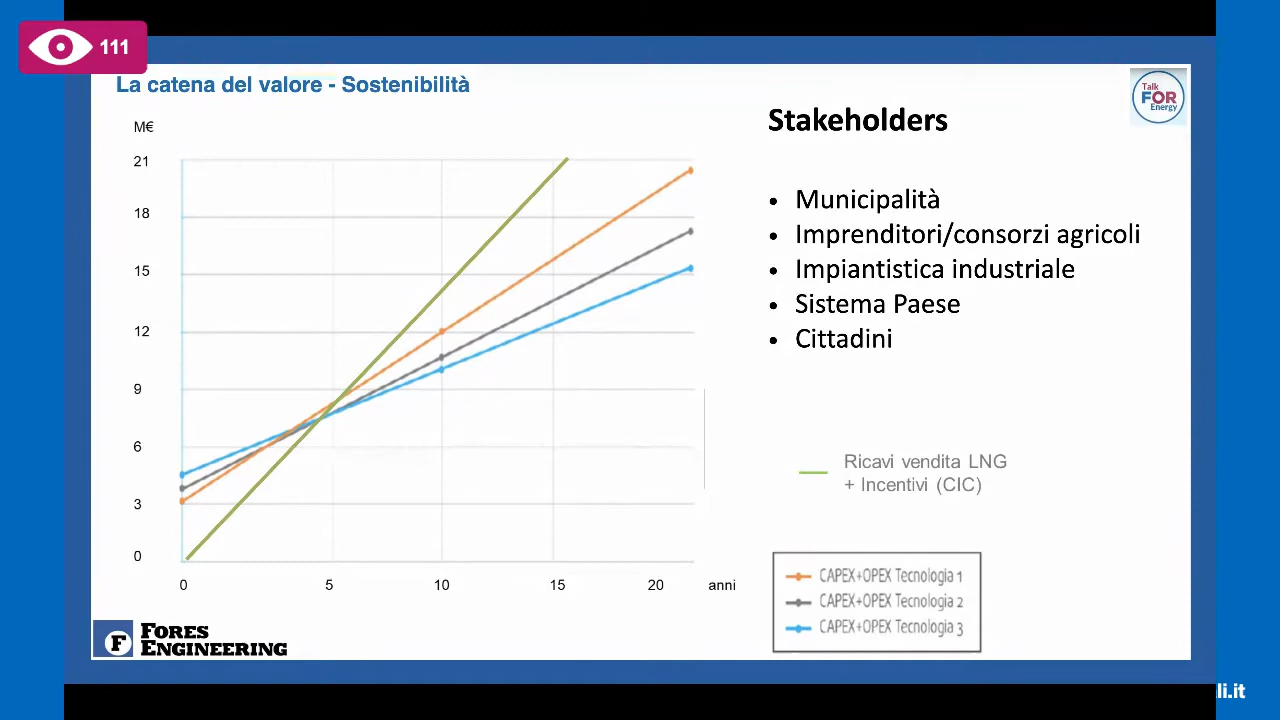 111
La catena del valore - Sostenibilità
Talk
FOR
Energy
M€
21
18
15
12
9
6
3
0
0 5 10 15 20 anni
Stakeholders
• Municipalità
• Imprenditori/consorzi agricoli
• Impiantistica industriale
• Sistema Paese
• Cittadini
Ricavi vendita LNG
+ Incentivi (CIC)
CAPEX+OPEX Tecnologia 1
CAPEX+OPEX Tecnologia 2
CAPEX+OPEX Tecnologia 3
F
FORES
ENGINEERING
li.it